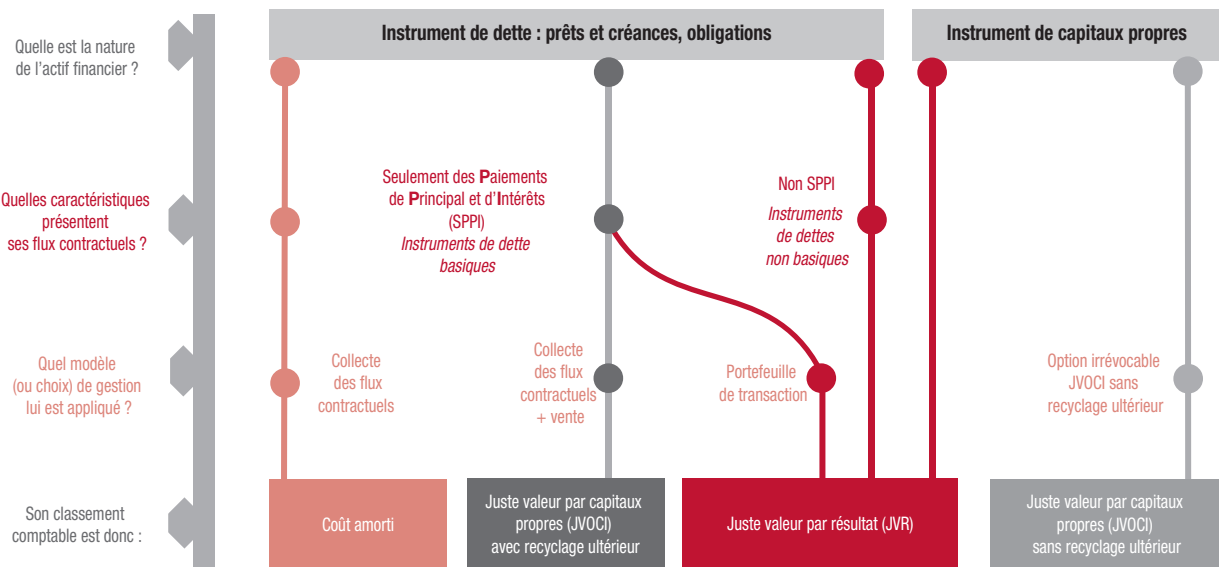 Quelle est la nature
de l'actif financier ?
Instrument de dette : prêts et créances, obligations
Instrument de capitaux propres
Quelles caractéristiques
présentent
ses flux contractuels ?
Seulement des Paiements
de Principal et d'Intérêts
(SPPI)
Instruments de dette
basiques
Non SPPI
Instruments
de dettes
non basiques
Quel modèle
(ou choix) de gestion
lui est appliqué ?
Collecte
des flux
contractuels
Collecte
des flux
contractuels
+ vente
Portefeuille
de transaction
Option irrévocable
JVOCI sans
recyclage ultérieur
Son classement
comptable est donc :
Coût amorti
Juste valeur par capitaux
propres (JVOCI)
avec recyclage ultérieur
Juste valeur par résultat (JVR)
Juste valeur par capitaux
propres (JVOCI)
sans recyclage ultérieur